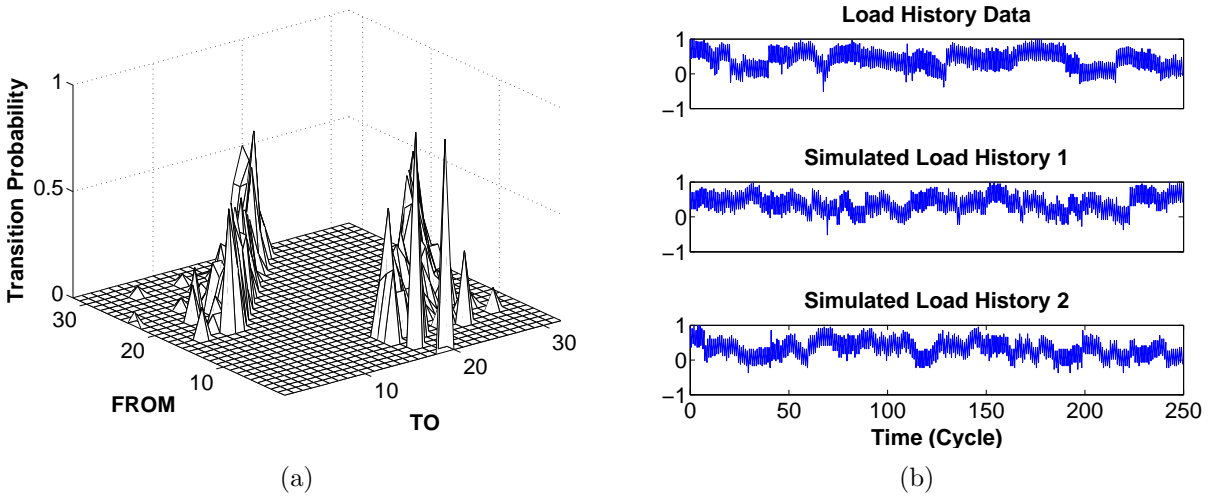 Transition Probability
1
0.5
0
30
20
10
FROM
10
20
30
TO
(a)
Load History Data
1
0
−1
Simulated Load History 1
1
0
−1
Simulated Load History 2
1
0
−1
0 50 100 150 200 250
Time (Cycle)
(b)